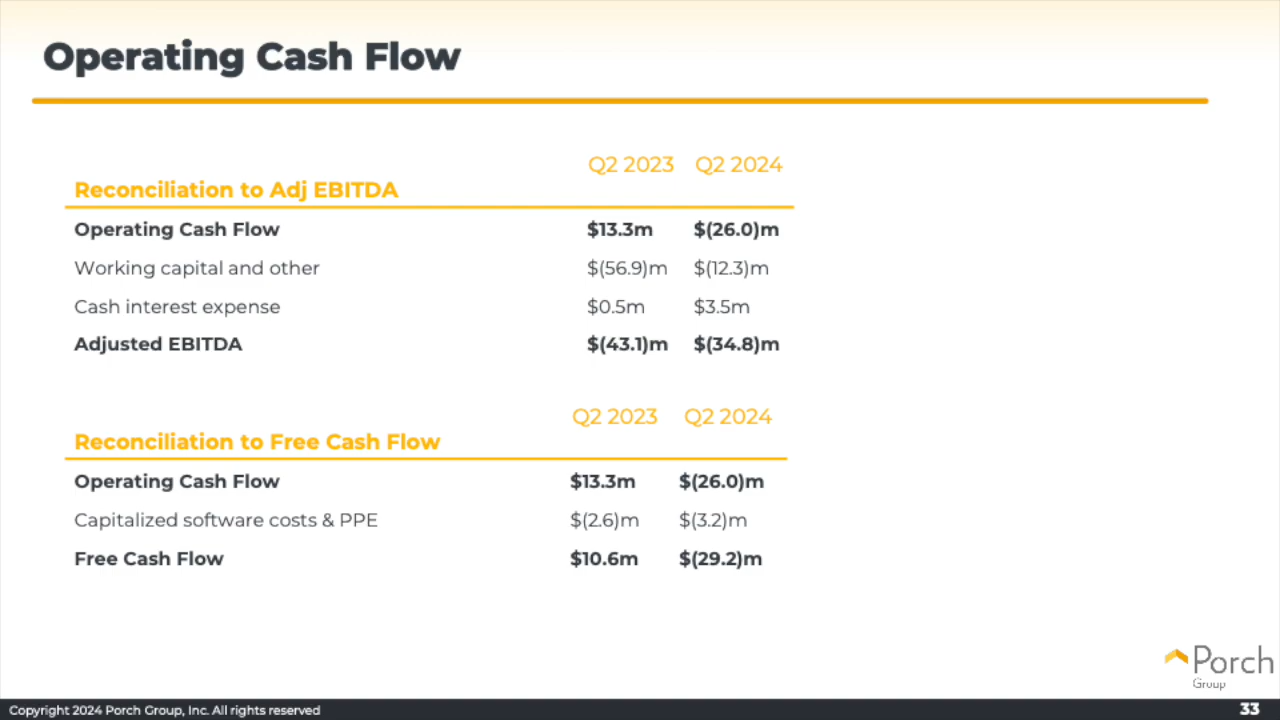 Operating Cash Flow
Q2 2023 Q2 2024
Reconciliation to Adj EBITDA
Operating Cash Flow $13.3m $(26.0)m
Working capital and other $(56.9)m $(12.3)m
Cash interest expense $0.5m $3.5m
Adjusted EBITDA $(43.1)m $(34.8)m
Q2 2023 Q2 2024
Reconciliation to Free Cash Flow
Operating Cash Flow $13.3m $(26.0)m
Capitalized software costs & PPE $(2.6)m $(3.2)m
Free Cash Flow $10.6m $(29.2)m
Porch
Group
Copyright 2024 Porch Group, Inc. All rights reserved 33